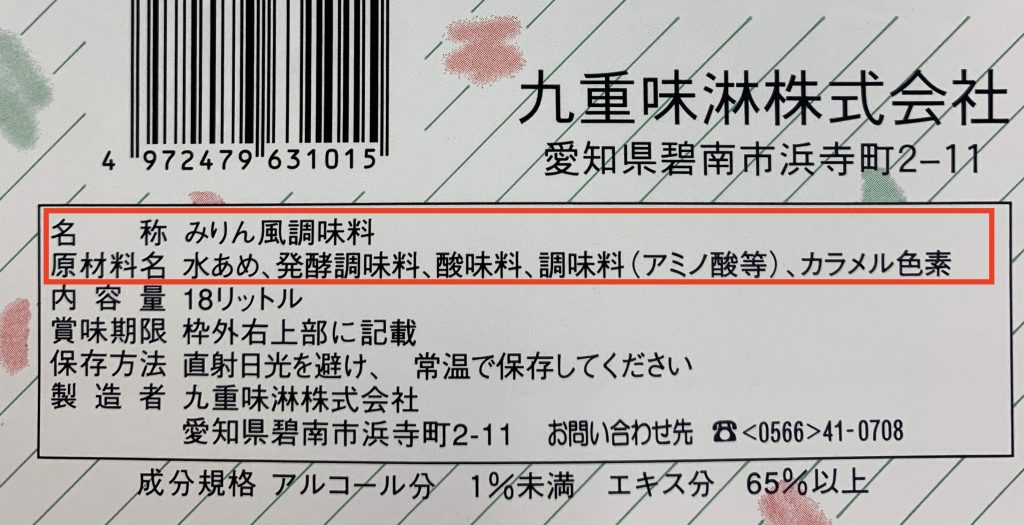 4 972479 631015
九重味淋株式会社
愛知県碧南市浜寺町2-11
名称 みりん風調味料
原材料名 水あめ、発酵調味料、酸味料、調味料(アミノ酸等)、カラメル色素
内容量 18リットル
賞味期限 枠外右上部に記載
保存方法 直射日光を避け、 常温で保存してください
製造者 九重味淋株式会社
愛知県碧南市浜寺町2-11 お問い合わせ先 ☎<0566>41-0708
成分規格 アルコール分 1%未満 エキス分 65%以上